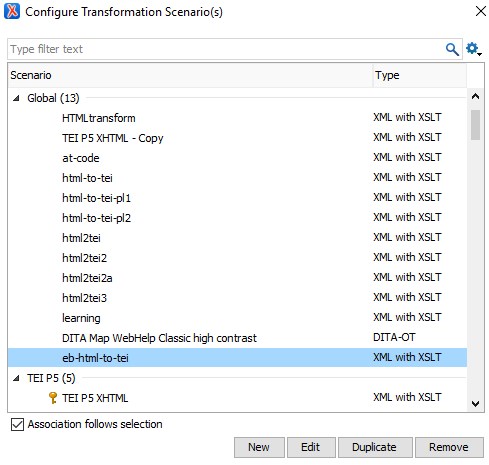 Configure Transformation Scenario(s)
Type filter text
Scenario Type
Global (13)
HTMLtransform XML with XSLT
TEI P5 XHTML - Copy XML with XSLT
at-code XML with XSLT
html-to-tei XML with XSLT
html-to-tei-pl1 XML with XSLT
html-to-tei-pl2 XML with XSLT
html2tei XML with XSLT
html2tei2 XML with XSLT
html2tei2a XML with XSLT
html2tei3 XML with XSLT
learning XML with XSLT
DITA Map WebHelp Classic high contrast DITA-OT
eb-html-to-tei XML with XSLT
TEI P5 (5)
TEI P5 XHTML XML with XSLT
Association follows selection
New Edit Duplicate Remove